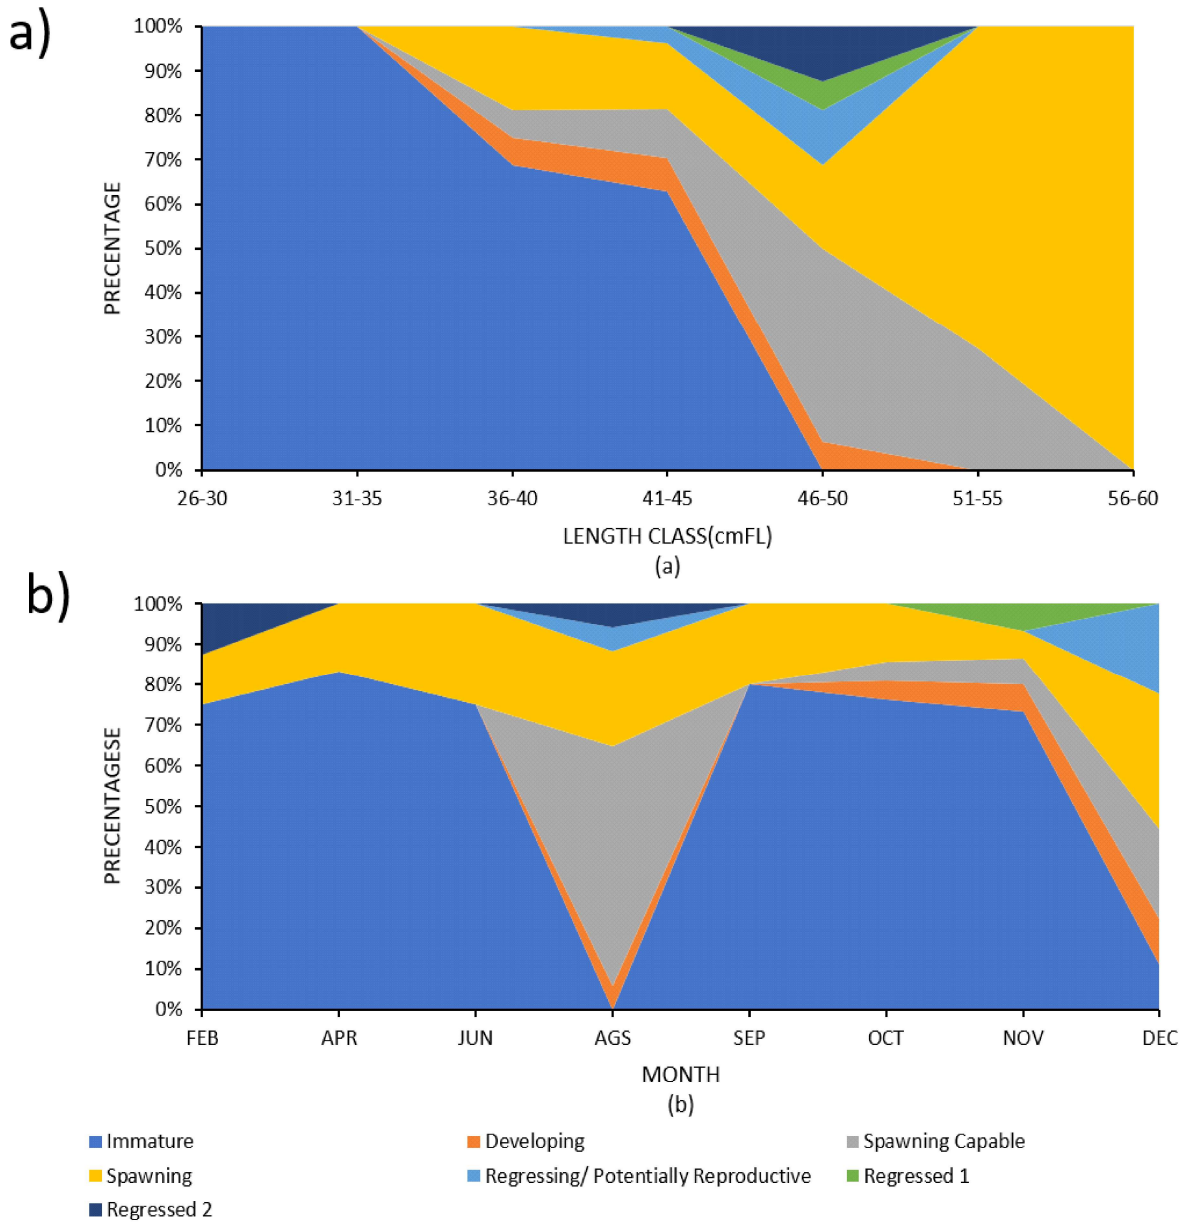 a)
100%
90%
80%
70%
60%
50%
40%
30%
20%
10%
0%
PRECENTAGE
26-30 31-35 36-40 41-45 46-50 51-55 56-60
LENGTH CLASS(cmFL)
(a)
b)
100%
90%
80%
70%
60%
50%
40%
30%
20%
10%
0%
PRECENTAGESE
FEB APR JUN AGS SEP OCT NOV DEC
MONTH
(b)
Immature Developing Spawning Capable
Spawning Regressing/ Potentially Reproductive Regressed 1
Regressed 2